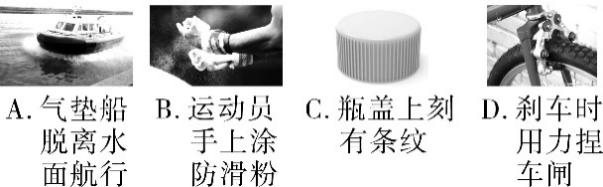 A. 气垫船
脱离水
面航行
B. 运动员
手上涂
防滑粉
C. 瓶盖上刻
有条纹
D. 刹车时
用力捏
车闸